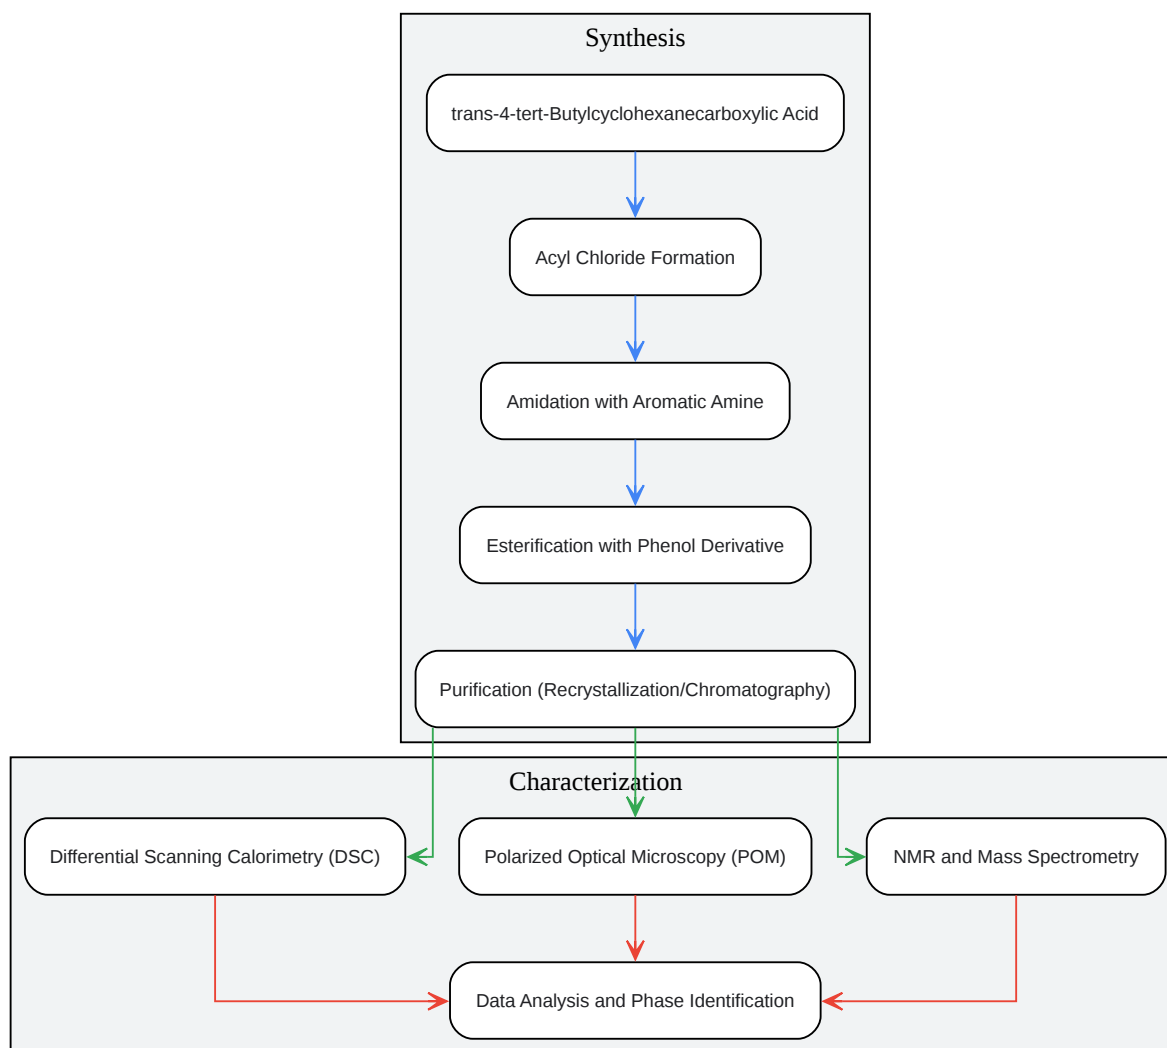 Synthesis
trans-4-tert-Butylcyclohexanecarboxylic Acid
Acyl Chloride Formation
Amidation with Aromatic Amine
Esterification with Phenol Derivative
Purification (Recrystallization/Chromatography)
Characterization
Differential Scanning Calorimetry (DSC)
Polarized Optical Microscopy (POM)
NMR and Mass Spectrometry
Data Analysis and Phase Identification